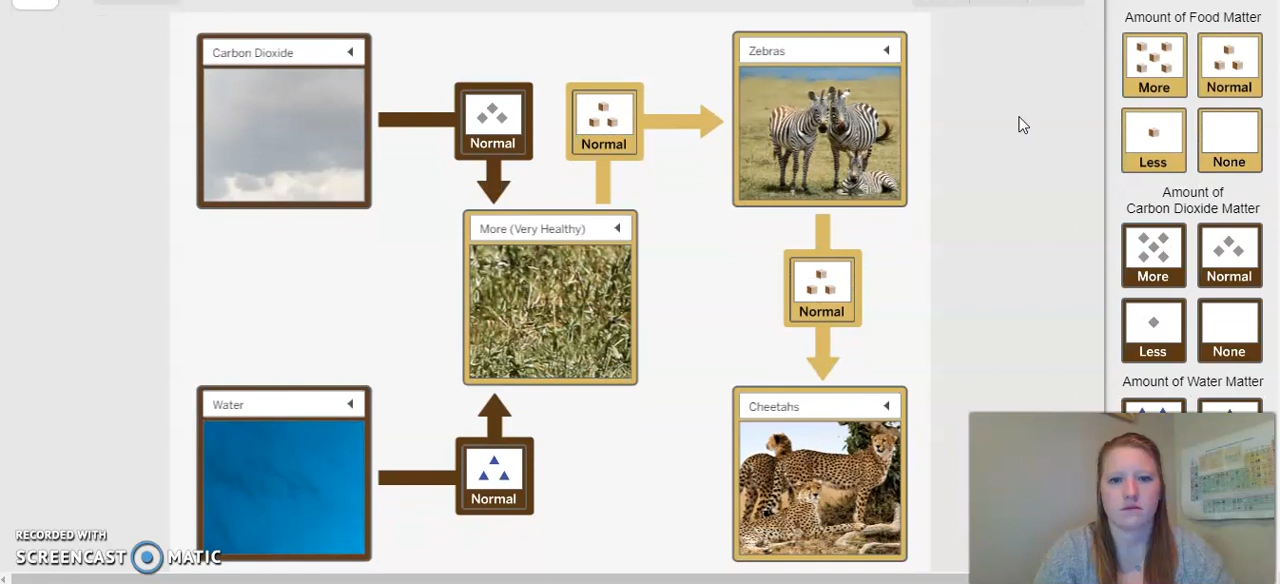 Carbon Dioxide
Normal
Normal
Zebras
More (Very Healthy)
Normal
Water
Normal
Cheetahs
Amount of Food Matter
More
Normal
Less
None
Amount of
Carbon Dioxide Matter
More
Normal
Less
None
Amount of Water Matter
RECORDED WITH
SCREENCAST MATIC